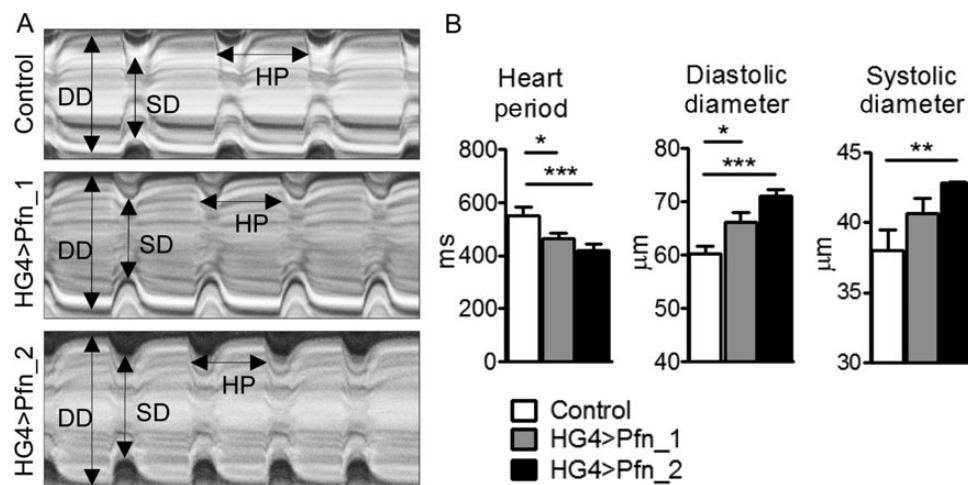 A
Control
DD
SD
HP
HG4>Pfn_1
DD
SD
HP
HG4>Pfn_2
DD
SD
HP
B
Heart
period
*
***
800
600
400
600
0
ms
Diastolic
diameter
*
***
80
70
60
50
40
μm
Systolic
diameter
**
45
40
35
30
μm
Control
HG4>Pfn_1
HG4>Pfn_2